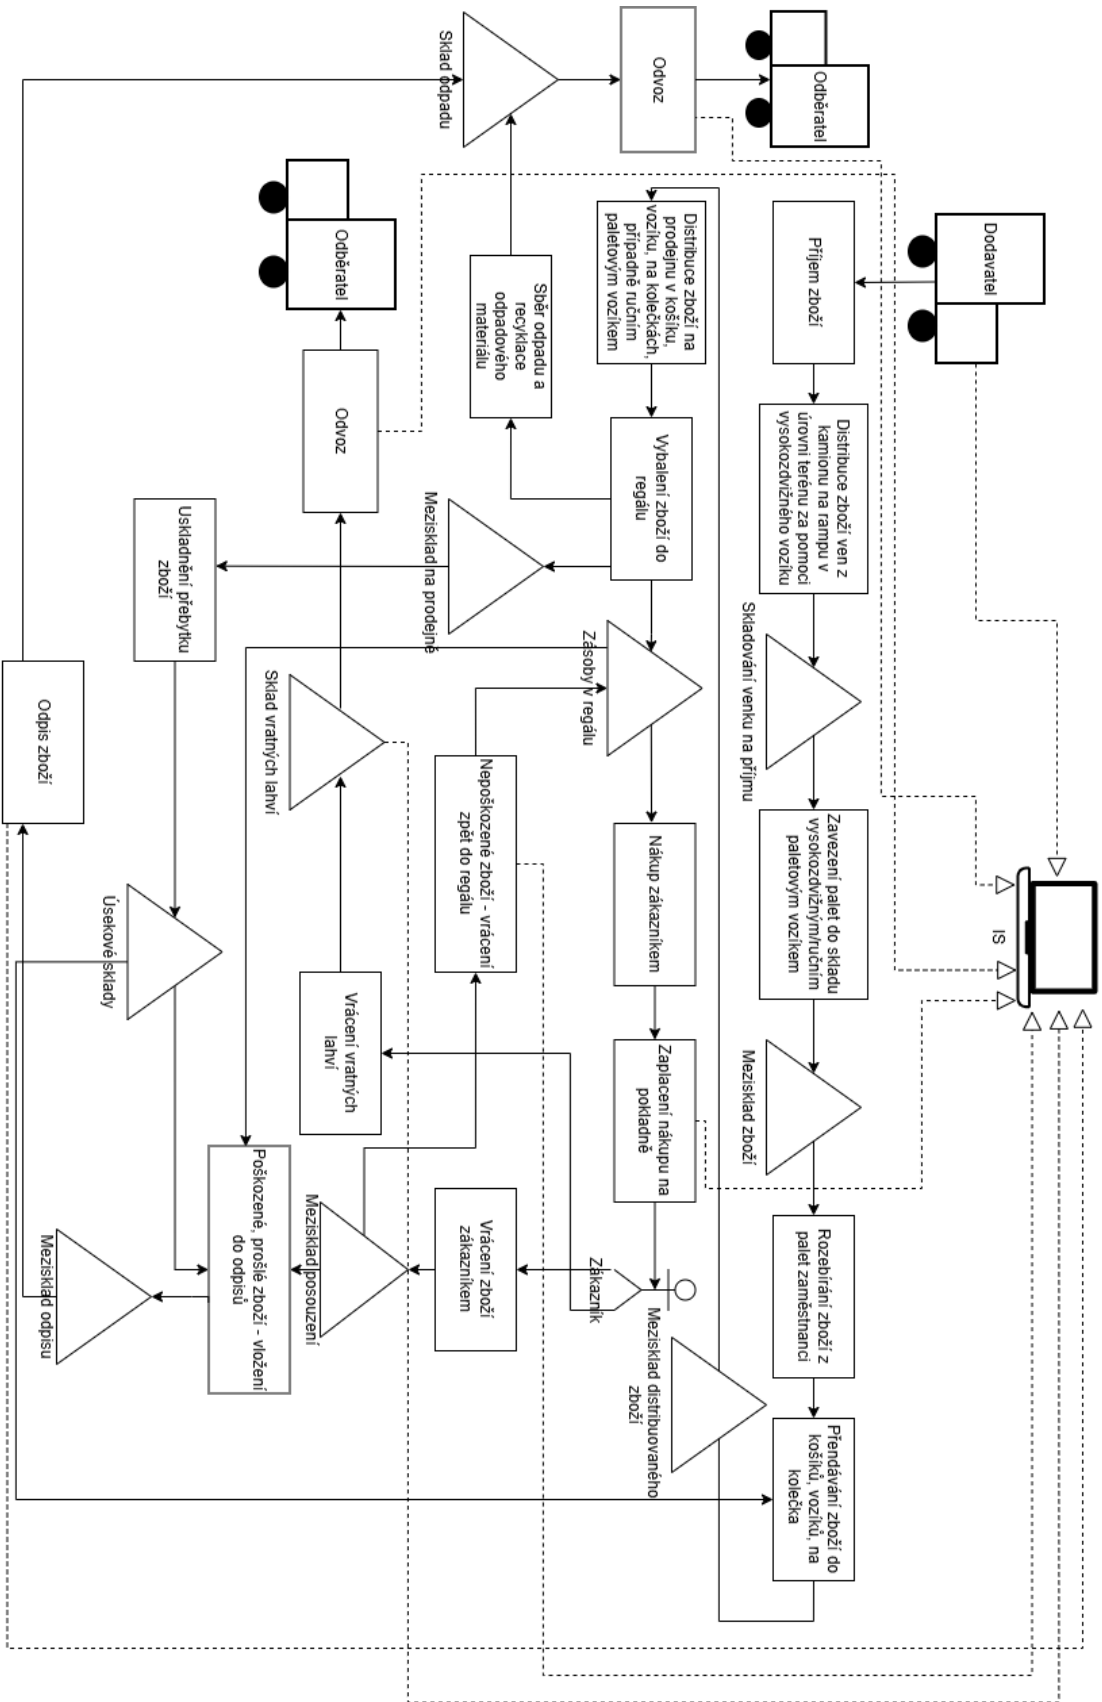 Dodavatel
Příjem zboží
Distribuce zboží ven z
kamionu na rampu v
úrovni terénu za pomoci
vysokozdvižného vozíku
Skladování venku na příjmu
Zavezení palet do skladu
vysokozdvižným/ručním
paletovým vozíkem
Mezisklad zboží
Rozebírání zboží z
palet zaměstnanci
Přendávání zboží do
košíků, vozíků, na
kolečka
IS
Odběratel
Odvoz
Sklad odpadu
Distribuce zboží na
prodejnu v košíku,
vozíku, na kolečkách,
případně ručním
paletovým vozíkem
Vybalení zboží do
regálu
Zásoby v regálu
Nákup zákazníkem
Zaplacení nákupu na
pokladně
Zákazník
Mezisklad distribuovaného
zboží
Sběr odpadu a
recyklace
odpadového
materiálu
Mezisklad na prodejně
Nepoškozené zboží - vrácení
zpět do regálu
Vrácení zboží
zákazníkem
Odběratel
Odvoz
Sklad vratných lahví
Vrácení vratných
lahví
Mezisklad posouzení
Uskladnění přebytku
zboží
Úsekové sklady
Poškozené, prošlé zboží - vložení
do odpisů
Odpis zboží
Mezisklad odpisu